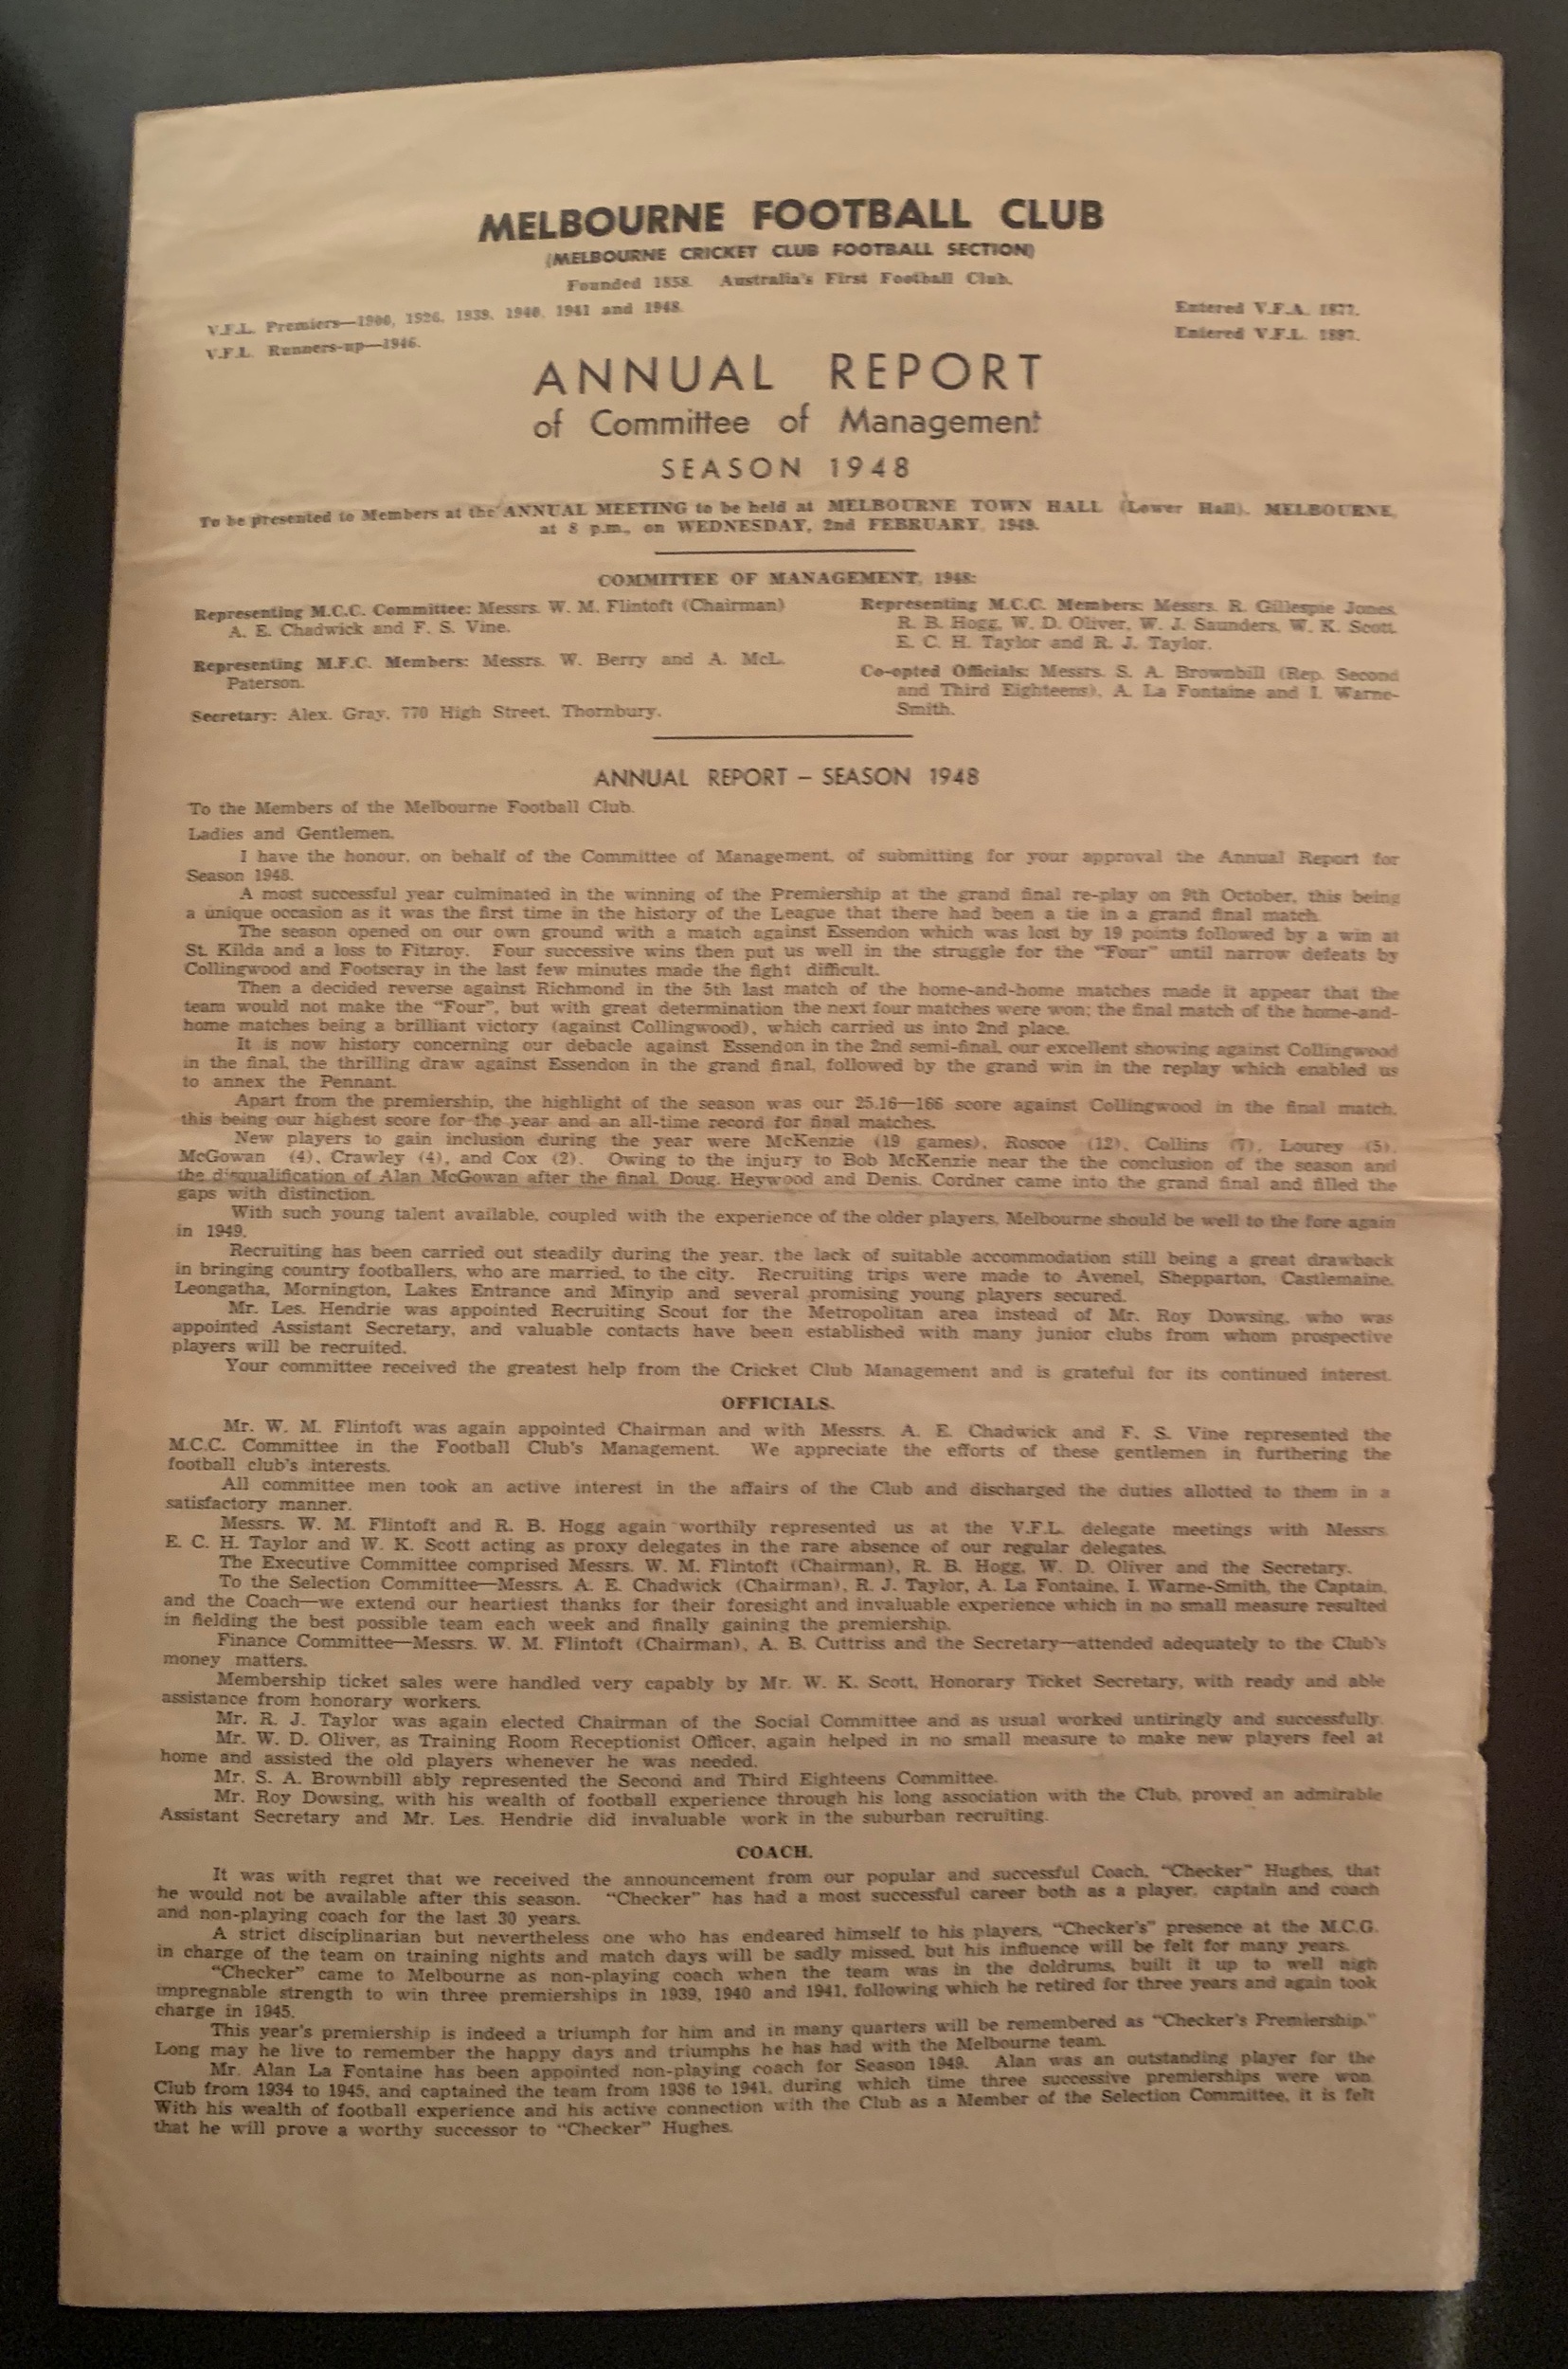 MELBOURNE FOOTBALL CLUB
(MELBOURNE CRICKET CLUB FOOTBALL SECTION)
Founded 1858. Australia's First Football Club.
V.F.L. Premiers—1900, 1926, 1939, 1940, 1941 and 1948.
V.F.L. Runners-up—1946.
Entered V.F.A. 1877.
Entered V.F.L. 1897.
ANNUAL REPORT
of Committee of Management
SEASON 1948
To be presented to Members at the ANNUAL MEETING to be held at MELBOURNE TOWN HALL (Lower Hall), MELBOURNE,
at 8 p.m., on WEDNESDAY, 2nd FEBRUARY, 1949.
COMMITTEE OF MANAGEMENT, 1948:
Representing M.C.C. Committee: Messrs. W. M. Flintoft (Chairman)
A. E. Chadwick and F. S. Vine.
Representing M.F.C. Members: Messrs. W. Berry and A. McL.
Paterson.
Secretary: Alex. Gray, 770 High Street, Thornbury.
Representing M.C.C. Members: Messrs. R. Gillespie Jones,
R. B. Hogg, W. D. Oliver, W. J. Saunders, W. K. Scott,
E. C. H. Taylor and R. J. Taylor.
Co-opted Officials: Messrs. S. A. Brownbill (Rep. Second
and Third Eighteens), A. La Fontaine and I. Warne-
Smith.
ANNUAL REPORT – SEASON 1948
To the Members of the Melbourne Football Club.
Ladies and Gentlemen,
I have the honour, on behalf of the Committee of Management, of submitting for your approval the Annual Report for
Season 1948.
A most successful year culminated in the winning of the Premiership at the grand final re-play on 9th October, this being
a unique occasion as it was the first time in the history of the League that there had been a tie in a grand final match.
The season opened on our own ground with a match against Essendon which was lost by 19 points followed by a win at
St. Kilda and a loss to Fitzroy. Four successive wins then put us well in the struggle for the "Four" until narrow defeats by
Collingwood and Footscray in the last few minutes made the fight difficult.
Then a decided reverse against Richmond in the 5th last match of the home-and-home matches made it appear that the
team would not make the "Four", but with great determination the next four matches were won; the final match of the home-and-
home matches being a brilliant victory (against Collingwood), which carried us into 2nd place.
It is now history concerning our debacle against Essendon in the 2nd semi-final, our excellent showing against Collingwood
in the final, the thrilling draw against Essendon in the grand final, followed by the grand win in the replay which enabled us
to annex the Pennant.
Apart from the premiership, the highlight of the season was our 25.16—166 score against Collingwood in the final match,
this being our highest score for the year and an all-time record for final matches.
New players to gain inclusion during the year were McKenzie (19 games), Roscoe (12), Collins (7), Lourey (5),
McGowan (4), Crawley (4), and Cox (2). Owing to the injury to Bob McKenzie near the the conclusion of the season and
the disqualification of Alan McGowan after the final, Doug. Heywood and Denis. Cordner came into the grand final and filled the
gaps with distinction.
With such young talent available, coupled with the experience of the older players, Melbourne should be well to the fore again
in 1949.
Recruiting has been carried out steadily during the year, the lack of suitable accommodation still being a great drawback
in bringing country footballers, who are married, to the city. Recruiting trips were made to Avenel, Shepparton, Castlemaine,
Leongatha, Mornington, Lakes Entrance and Minyip and several promising young players secured.
Mr. Les. Hendrie was appointed Recruiting Scout for the Metropolitan area instead of Mr. Roy Dowsing, who was
appointed Assistant Secretary, and valuable contacts have been established with many junior clubs from whom prospective
players will be recruited.
Your committee received the greatest help from the Cricket Club Management and is grateful for its continued interest.
OFFICIALS.
Mr. W. M. Flintoft was again appointed Chairman and with Messrs. A. E. Chadwick and F. S. Vine represented the
M.C.C. Committee in the Football Club's Management. We appreciate the efforts of these gentlemen in furthering the
football club's interests.
All committee men took an active interest in the affairs of the Club and discharged the duties allotted to them in a
satisfactory manner.
Messrs. W. M. Flintoft and R. B. Hogg again worthily represented us at the V.F.L. delegate meetings with Messrs.
E. C. H. Taylor and W. K. Scott acting as proxy delegates in the rare absence of our regular delegates.
The Executive Committee comprised Messrs. W. M. Flintoft (Chairman), R. B. Hogg, W. D. Oliver and the Secretary.
To the Selection Committee—Messrs. A. E. Chadwick (Chairman), R. J. Taylor, A. La Fontaine, I. Warne-Smith, the Captain,
and the Coach—we extend our heartiest thanks for their foresight and invaluable experience which in no small measure resulted
in fielding the best possible team each week and finally gaining the premiership.
Finance Committee—Messrs. W. M. Flintoft (Chairman), A. B. Cuttriss and the Secretary—attended adequately to the Club's
money matters.
Membership ticket sales were handled very capably by Mr. W. K. Scott, Honorary Ticket Secretary, with ready and able
assistance from honorary workers.
Mr. R. J. Taylor was again elected Chairman of the Social Committee and as usual worked untiringly and successfully.
Mr. W. D. Oliver, as Training Room Receptionist Officer, again helped in no small measure to make new players feel at
home and assisted the old players whenever he was needed.
Mr. S. A. Brownbill ably represented the Second and Third Eighteens Committee.
Mr. Roy Dowsing, with his wealth of football experience through his long association with the Club, proved an admirable
Assistant Secretary and Mr. Les. Hendrie did invaluable work in the suburban recruiting.
COACH.
It was with regret that we received the announcement from our popular and successful Coach, "Checker" Hughes, that
he would not be available after this season. "Checker" has had a most successful career both as a player, captain and coach
and non-playing coach for the last 30 years.
A strict disciplinarian but nevertheless one who has endeared himself to his players, "Checker's" presence at the M.C.G.
in charge of the team on training nights and match days will be sadly missed, but his influence will be felt for many years.
"Checker" came to Melbourne as non-playing coach when the team was in the doldrums, built it up to well nigh
impregnable strength to win three premierships in 1939, 1940 and 1941, following which he retired for three years and again took
charge in 1945.
This year's premiership is indeed a triumph for him and in many quarters will be remembered as "Checker's Premiership."
Long may he live to remember the happy days and triumphs he has had with the Melbourne team.
Mr. Alan La Fontaine has been appointed non-playing coach for Season 1949. Alan was an outstanding player for the
Club from 1934 to 1945, and captained the team from 1936 to 1941, during which time three successive premierships were won.
With his wealth of football experience and his active connection with the Club as a Member of the Selection Committee, it is felt
that he will prove a worthy successor to "Checker" Hughes.